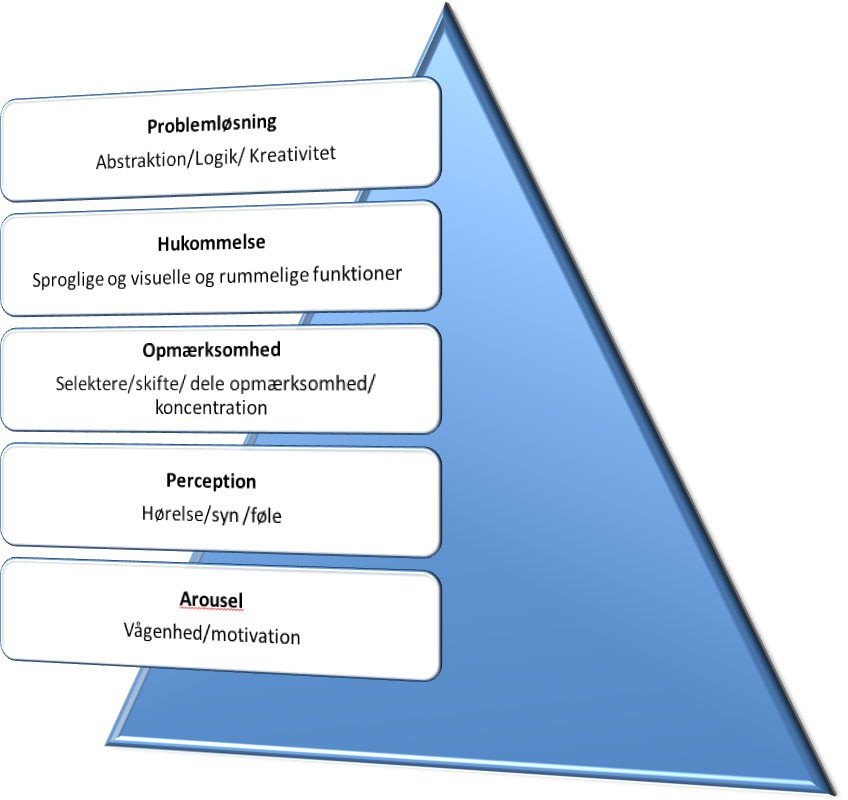 Problemløsning
Abstraktion/Logik/ Kreativitet
Hukommelse
Sproglige og visuelle og rummelige funktioner
Opmærksomhed
Selektere/skifte/ dele opmærksomhed/
koncentration
Perception
Hørelse/syn /føle
Arousel
Vågenhed/motivation